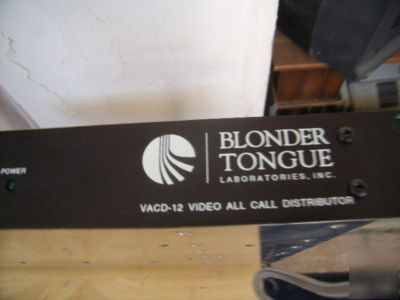 POWER
BLONDER
TONGUE
LABORATORIES, INC.
VACD-12 VIDEO ALL CALL DISTRIBUTOR